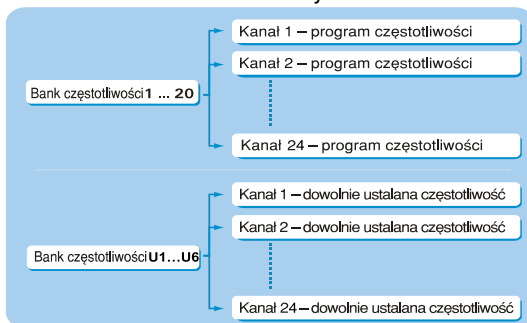 Kanał 1 – program częstotliwości
Kanał 2 – program częstotliwości
Bank częstotliwości 1 ... 20
Kanał 24 – program częstotliwości
Kanał 1 – dowolnie ustalana częstotliwość
Kanał 2 – dowolnie ustalana częstotliwość
Bank częstotliwości U1...U6
Kanał 24 – dowolnie ustalana częstotliwość